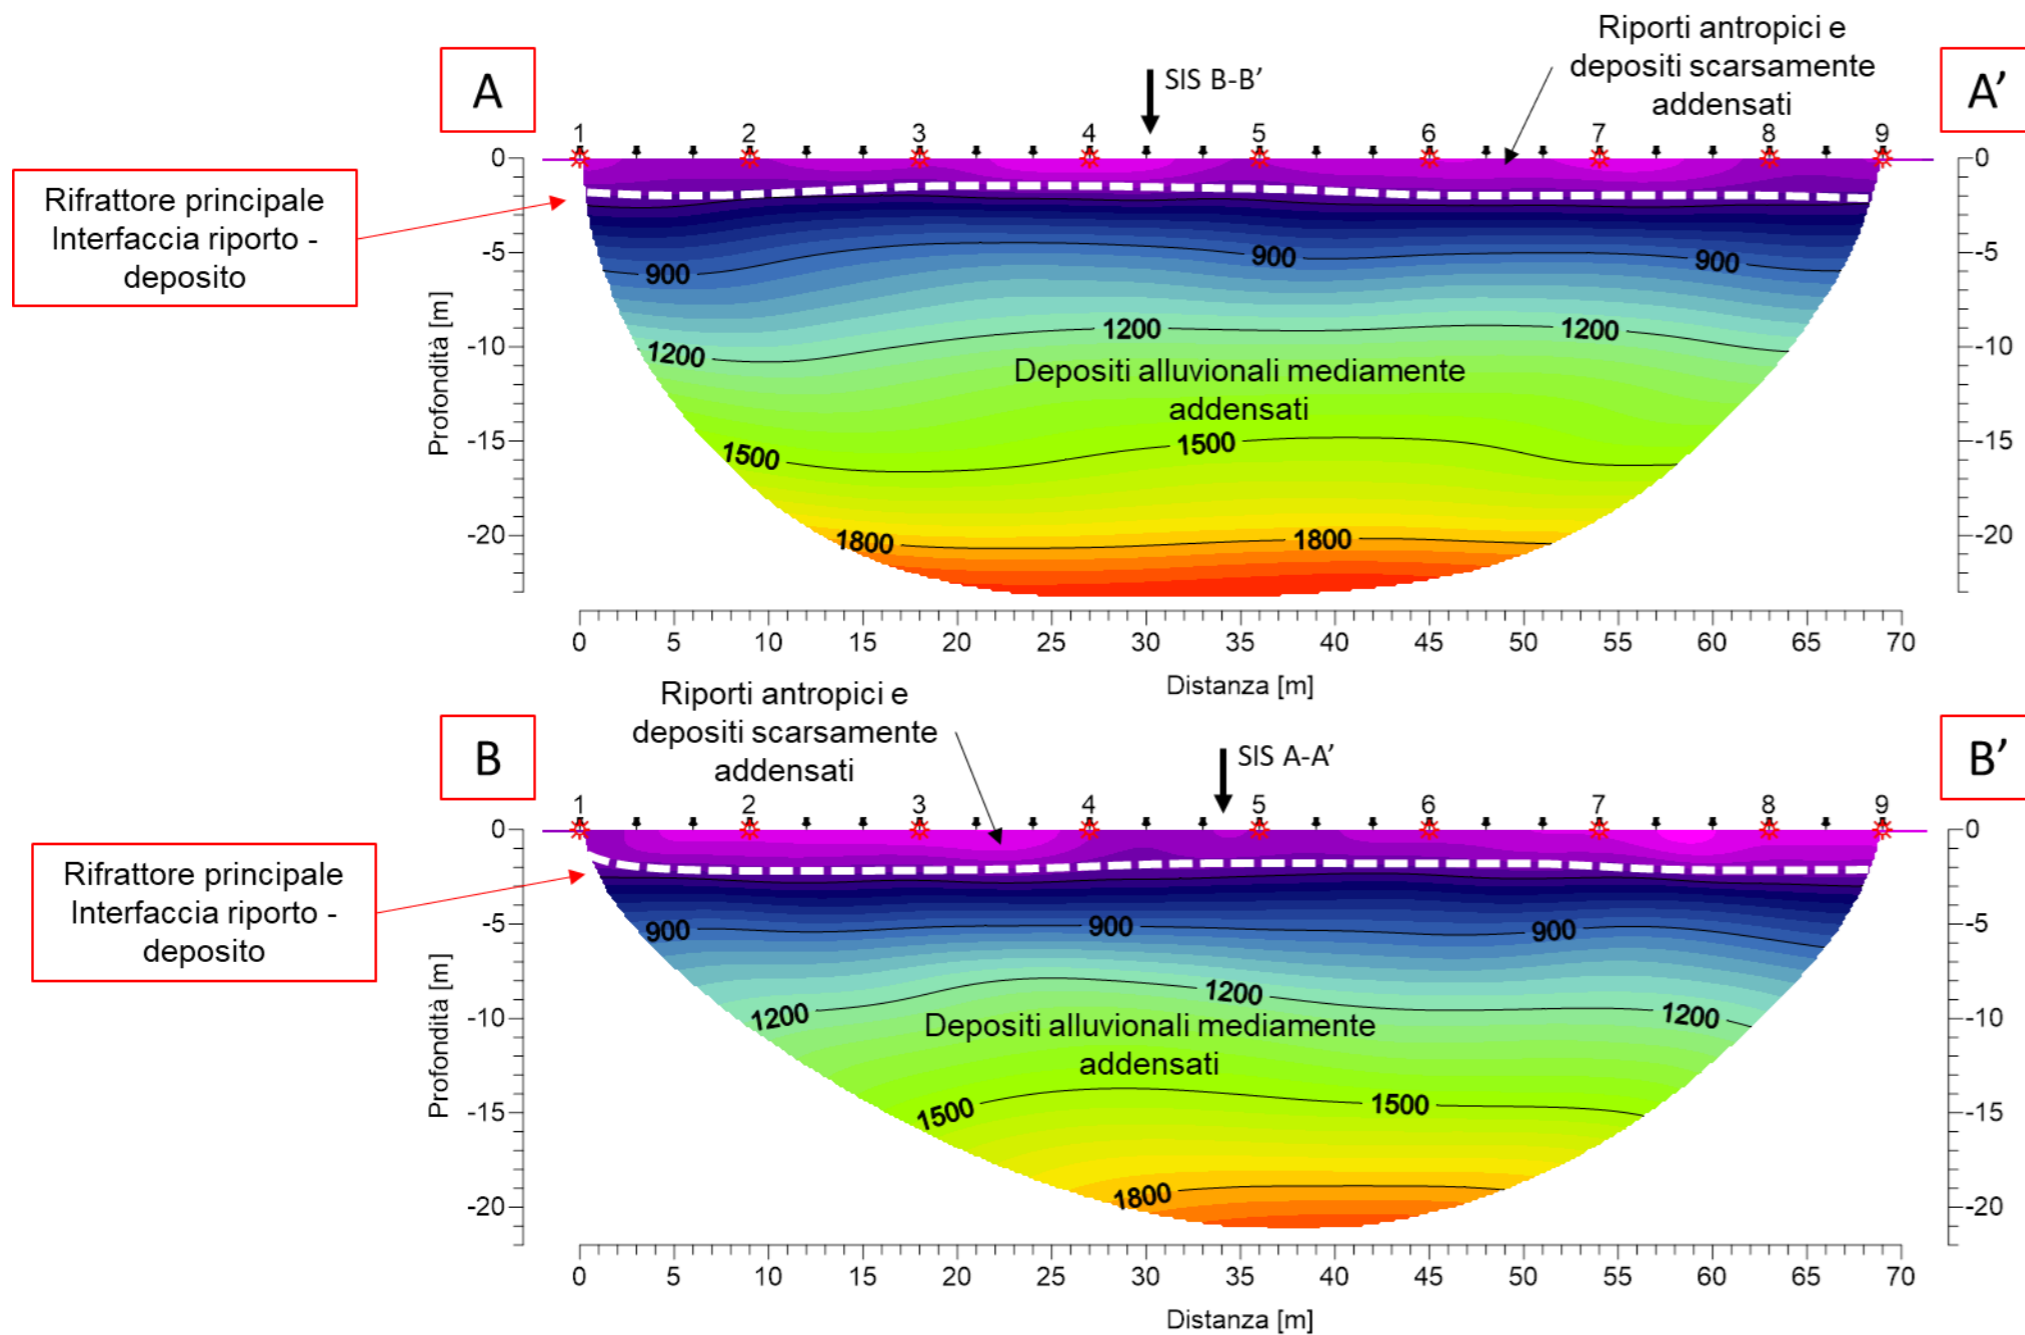 Riporti antropici e
depositi scarsamente
addensati
A
SIS B-B’
A’
1 2 3 4 5 6 7 8 9
Rifrattore principale
Interfaccia riporto -
deposito
Profondità [m]
0
-5
-10
-15
-20
0
-5
-10
-15
-20
900 900 900
1200 1200 1200
Depositi alluvionali mediamente
addensati
1500 1500
1800 1800
0 5 10 15 20 25 30 35 40 45 50 55 60 65 70
Distanza [m]
Riporti antropici e
depositi scarsamente
addensati
B
SIS A-A’
B’
1 2 3 4 5 6 7 8 9
Rifrattore principale
Interfaccia riporto -
deposito
Profondità [m]
0
-5
-10
-15
-20
0
-5
-10
-15
-20
900 900 900
1200 1200 1200
Depositi alluvionali mediamente
addensati
1500 1500
1800
0 5 10 15 20 25 30 35 40 45 50 55 60 65 70
Distanza [m]